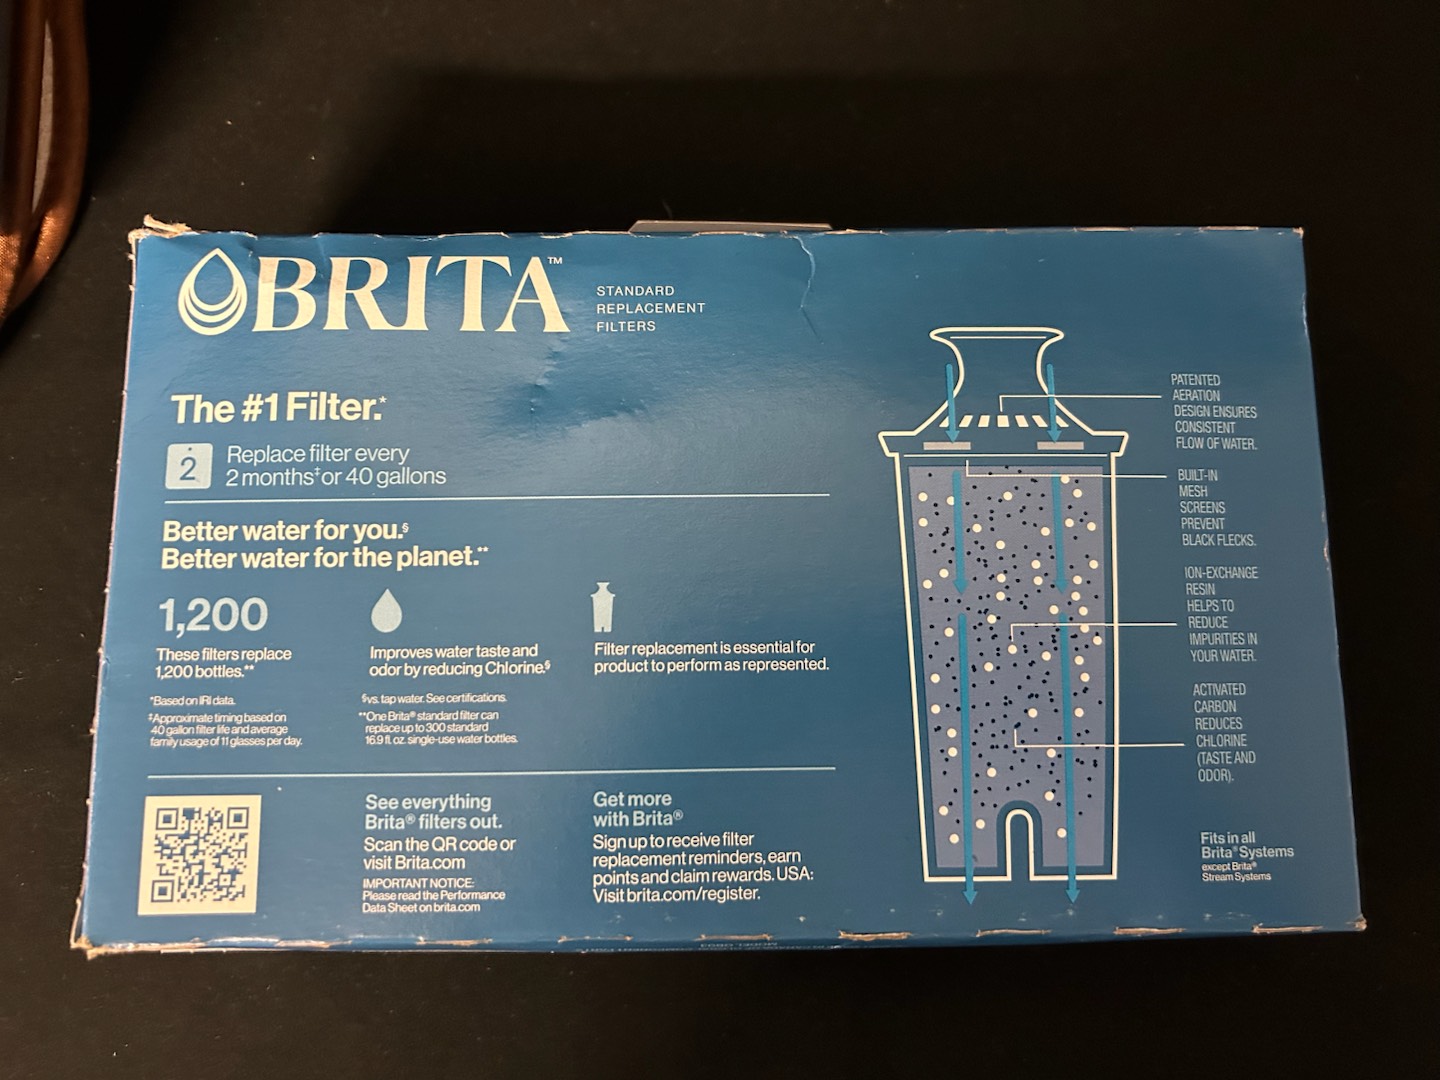 BRITA™
STANDARD
REPLACEMENT
FILTERS
The #1 Filter.*
2
Replace filter every
2 months‡ or 40 gallons
Better water for you.§
Better water for the planet.**
1,200
These filters replace
1,200 bottles.**
Improves water taste and
odor by reducing Chlorine.§
Filter replacement is essential for
product to perform as represented.
*Based on IRI data.
‡Approximate timing based on
40 gallon filter life and average
family usage of 11 glasses per day.
§vs. tap water. See certifications.
**One Brita® standard filter can
replace up to 300 standard
16.9 fl. oz. single-use water bottles.
See everything
Brita® filters out.
Scan the QR code or
visit Brita.com
IMPORTANT NOTICE:
Please read the Performance
Data Sheet on brita.com
Get more
with Brita®
Sign up to receive filter
replacement reminders, earn
points and claim rewards. USA:
Visit brita.com/register.
PATENTED
AERATION
DESIGN ENSURES
CONSISTENT
FLOW OF WATER.
BUILT-IN
MESH
SCREENS
PREVENT
BLACK FLECKS.
ION-EXCHANGE
RESIN
HELPS TO
REDUCE
IMPURITIES IN
YOUR WATER.
ACTIVATED
CARBON
REDUCES
CHLORINE
(TASTE AND
ODOR).
Fits in all
Brita® Systems
except Brita®
Stream Systems